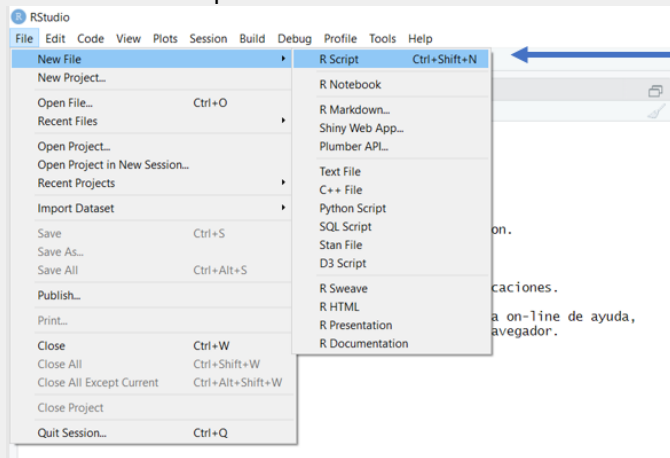 RStudio
File Edit Code View Plots Session Build Debug Profile Tools Help
New File
New Project...
Open File... Ctrl+O
Recent Files
Open Project...
Open Project in New Session...
Recent Projects
Import Dataset
Save Ctrl+S
Save As...
Save All Ctrl+Alt+S
Publish...
Print...
Close Ctrl+W
Close All Ctrl+Shift+W
Close All Except Current Ctrl+Alt+Shift+W
Close Project
Quit Session... Ctrl+Q
R Script Ctrl+Shift+N
R Notebook
R Markdown...
Shiny Web App...
Plumber API...
Text File
C++ File
Python Script
SQL Script
Stan File
D3 Script
R Sweave
R HTML
R Presentation
R Documentation
on.
caciones.
a on-line de ayuda,
avegador.